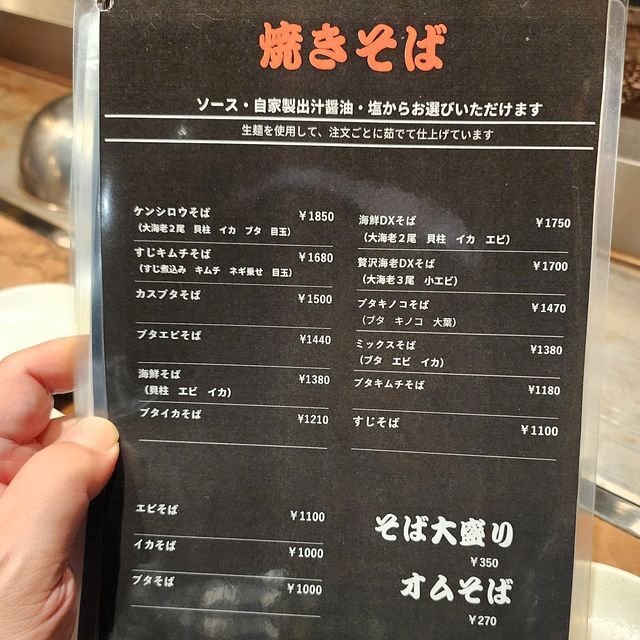 焼きそば
ソース・自家製出汁醤油・塩からお選びいただけます
生麺を使用して、注文ごとに茹でて仕上げています
ケンシロウそば ￥1850
（大海老２尾 貝柱 イカ ブタ 目玉）
すじキムチそば ￥1680
（すじ煮込み キムチ ネギ乗せ 目玉）
カスブタそば ￥1500
ブタエビそば ¥1440
海鮮そば ¥1380
（貝柱 エビ イカ）
ブタイカそば ¥1210
海鮮DXそば ￥1750
（大海老２尾 貝柱 イカ エビ）
贅沢海老DXそば ￥1700
（大海老３尾 小エビ）
ブタキノコそば ¥1470
（ブタ キノコ 大葉）
ミックスそば ¥1380
（ブタ エビ イカ）
ブタキムチそば ¥1180
すじそば ￥1100
エビそば ￥1100
イカそば ￥1000
ブタそば ￥1000
そば大盛り
￥350
オムそば
￥270